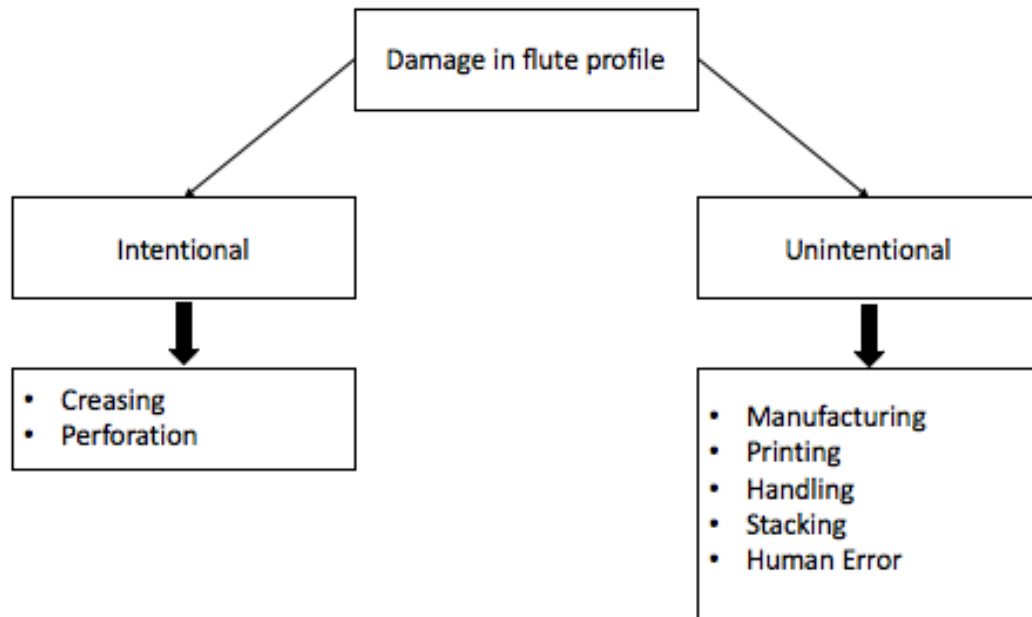 Damage in flute profile
Intentional
Unintentional
• Creasing
• Perforation
• Manufacturing
• Printing
• Handling
• Stacking
• Human Error